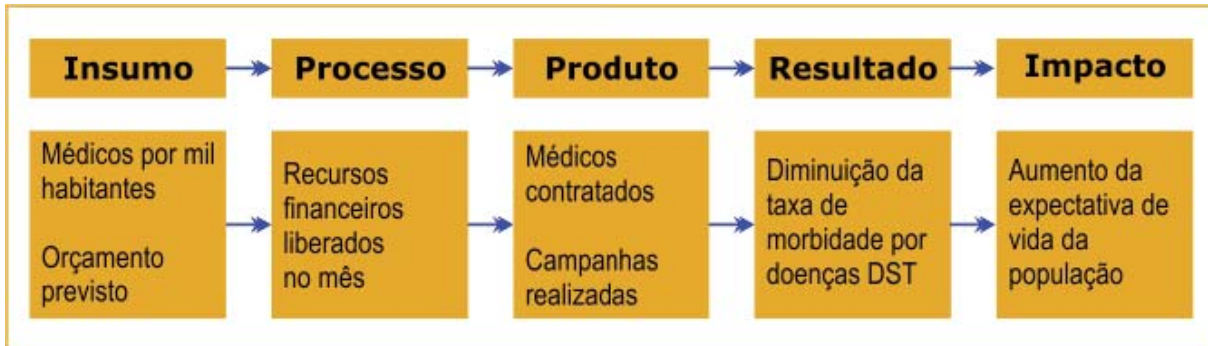 Insumo
Processo
Produto
Resultado
Impacto
Médicos por mil
habitantes
Orçamento
previsto
Recursos
financeiros
liberados
no mês
Médicos
contratados
Campanhas
realizadas
Diminuição da
taxa de
morbidade por
doenças DST
Aumento da
expectativa de
vida da
população